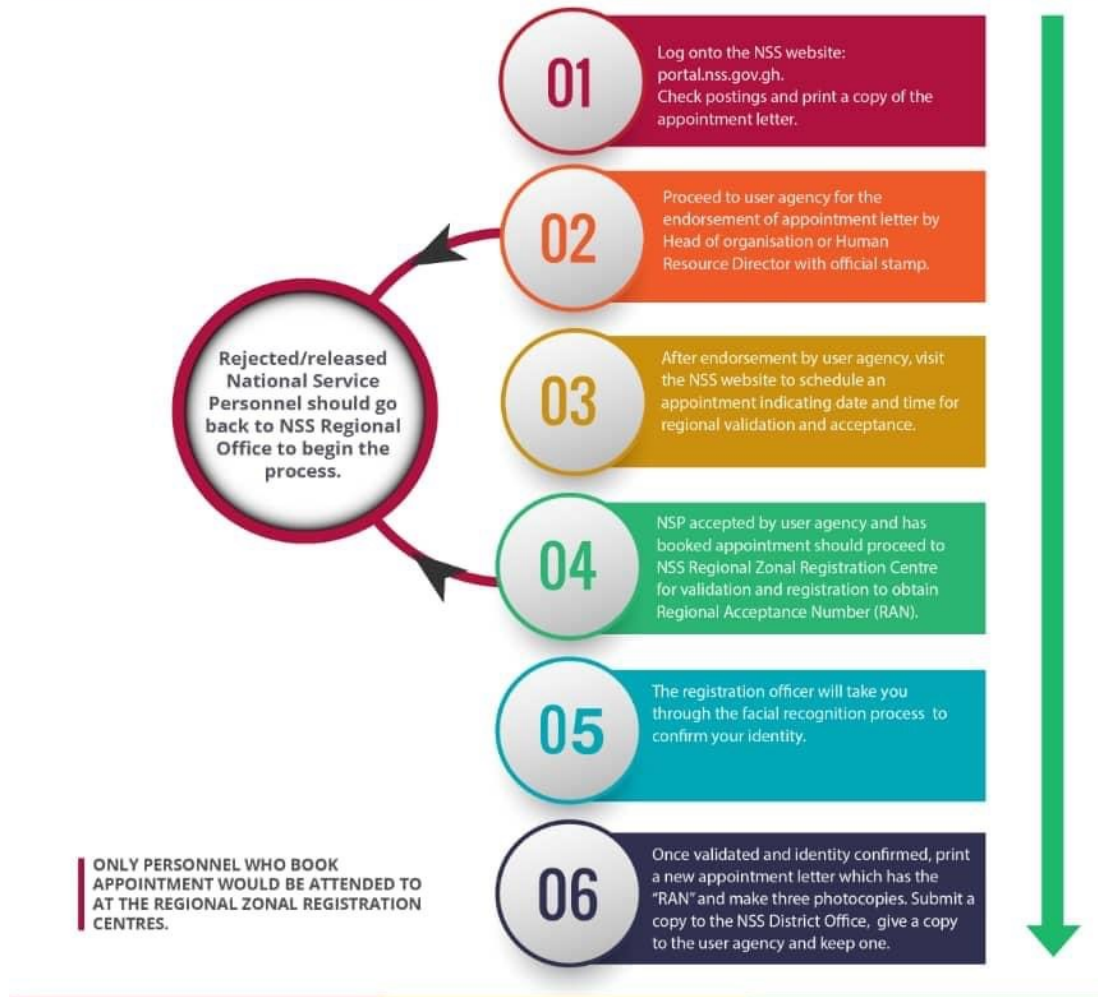 01
Log onto the NSS website:
portal.nss.gov.gh.
Check postings and print a copy of the
appointment letter.
02
Proceed to user agency for the
endorsement of appointment letter by
Head of organisation or Human
Resource Director with official stamp.
Rejected/released
National Service
Personnel should go
back to NSS Regional
Office to begin the
process.
03
After endorsement by user agency, visit
the NSS website to schedule an
appointment indicating date and time for
regional validation and acceptance.
04
NSP accepted by user agency and has
booked appointment should proceed to
NSS Regional Zonal Registration Centre
for validation and registration to obtain
Regional Acceptance Number (RAN).
05
The registration officer will take you
through the facial recognition process to
confirm your identity.
06
Once validated and identity confirmed, print
a new appointment letter which has the
"RAN" and make three photocopies. Submit a
copy to the NSS District Office, give a copy
to the user agency and keep one.
ONLY PERSONNEL WHO BOOK
APPOINTMENT WOULD BE ATTENDED TO
AT THE REGIONAL ZONAL REGISTRATION
CENTRES.